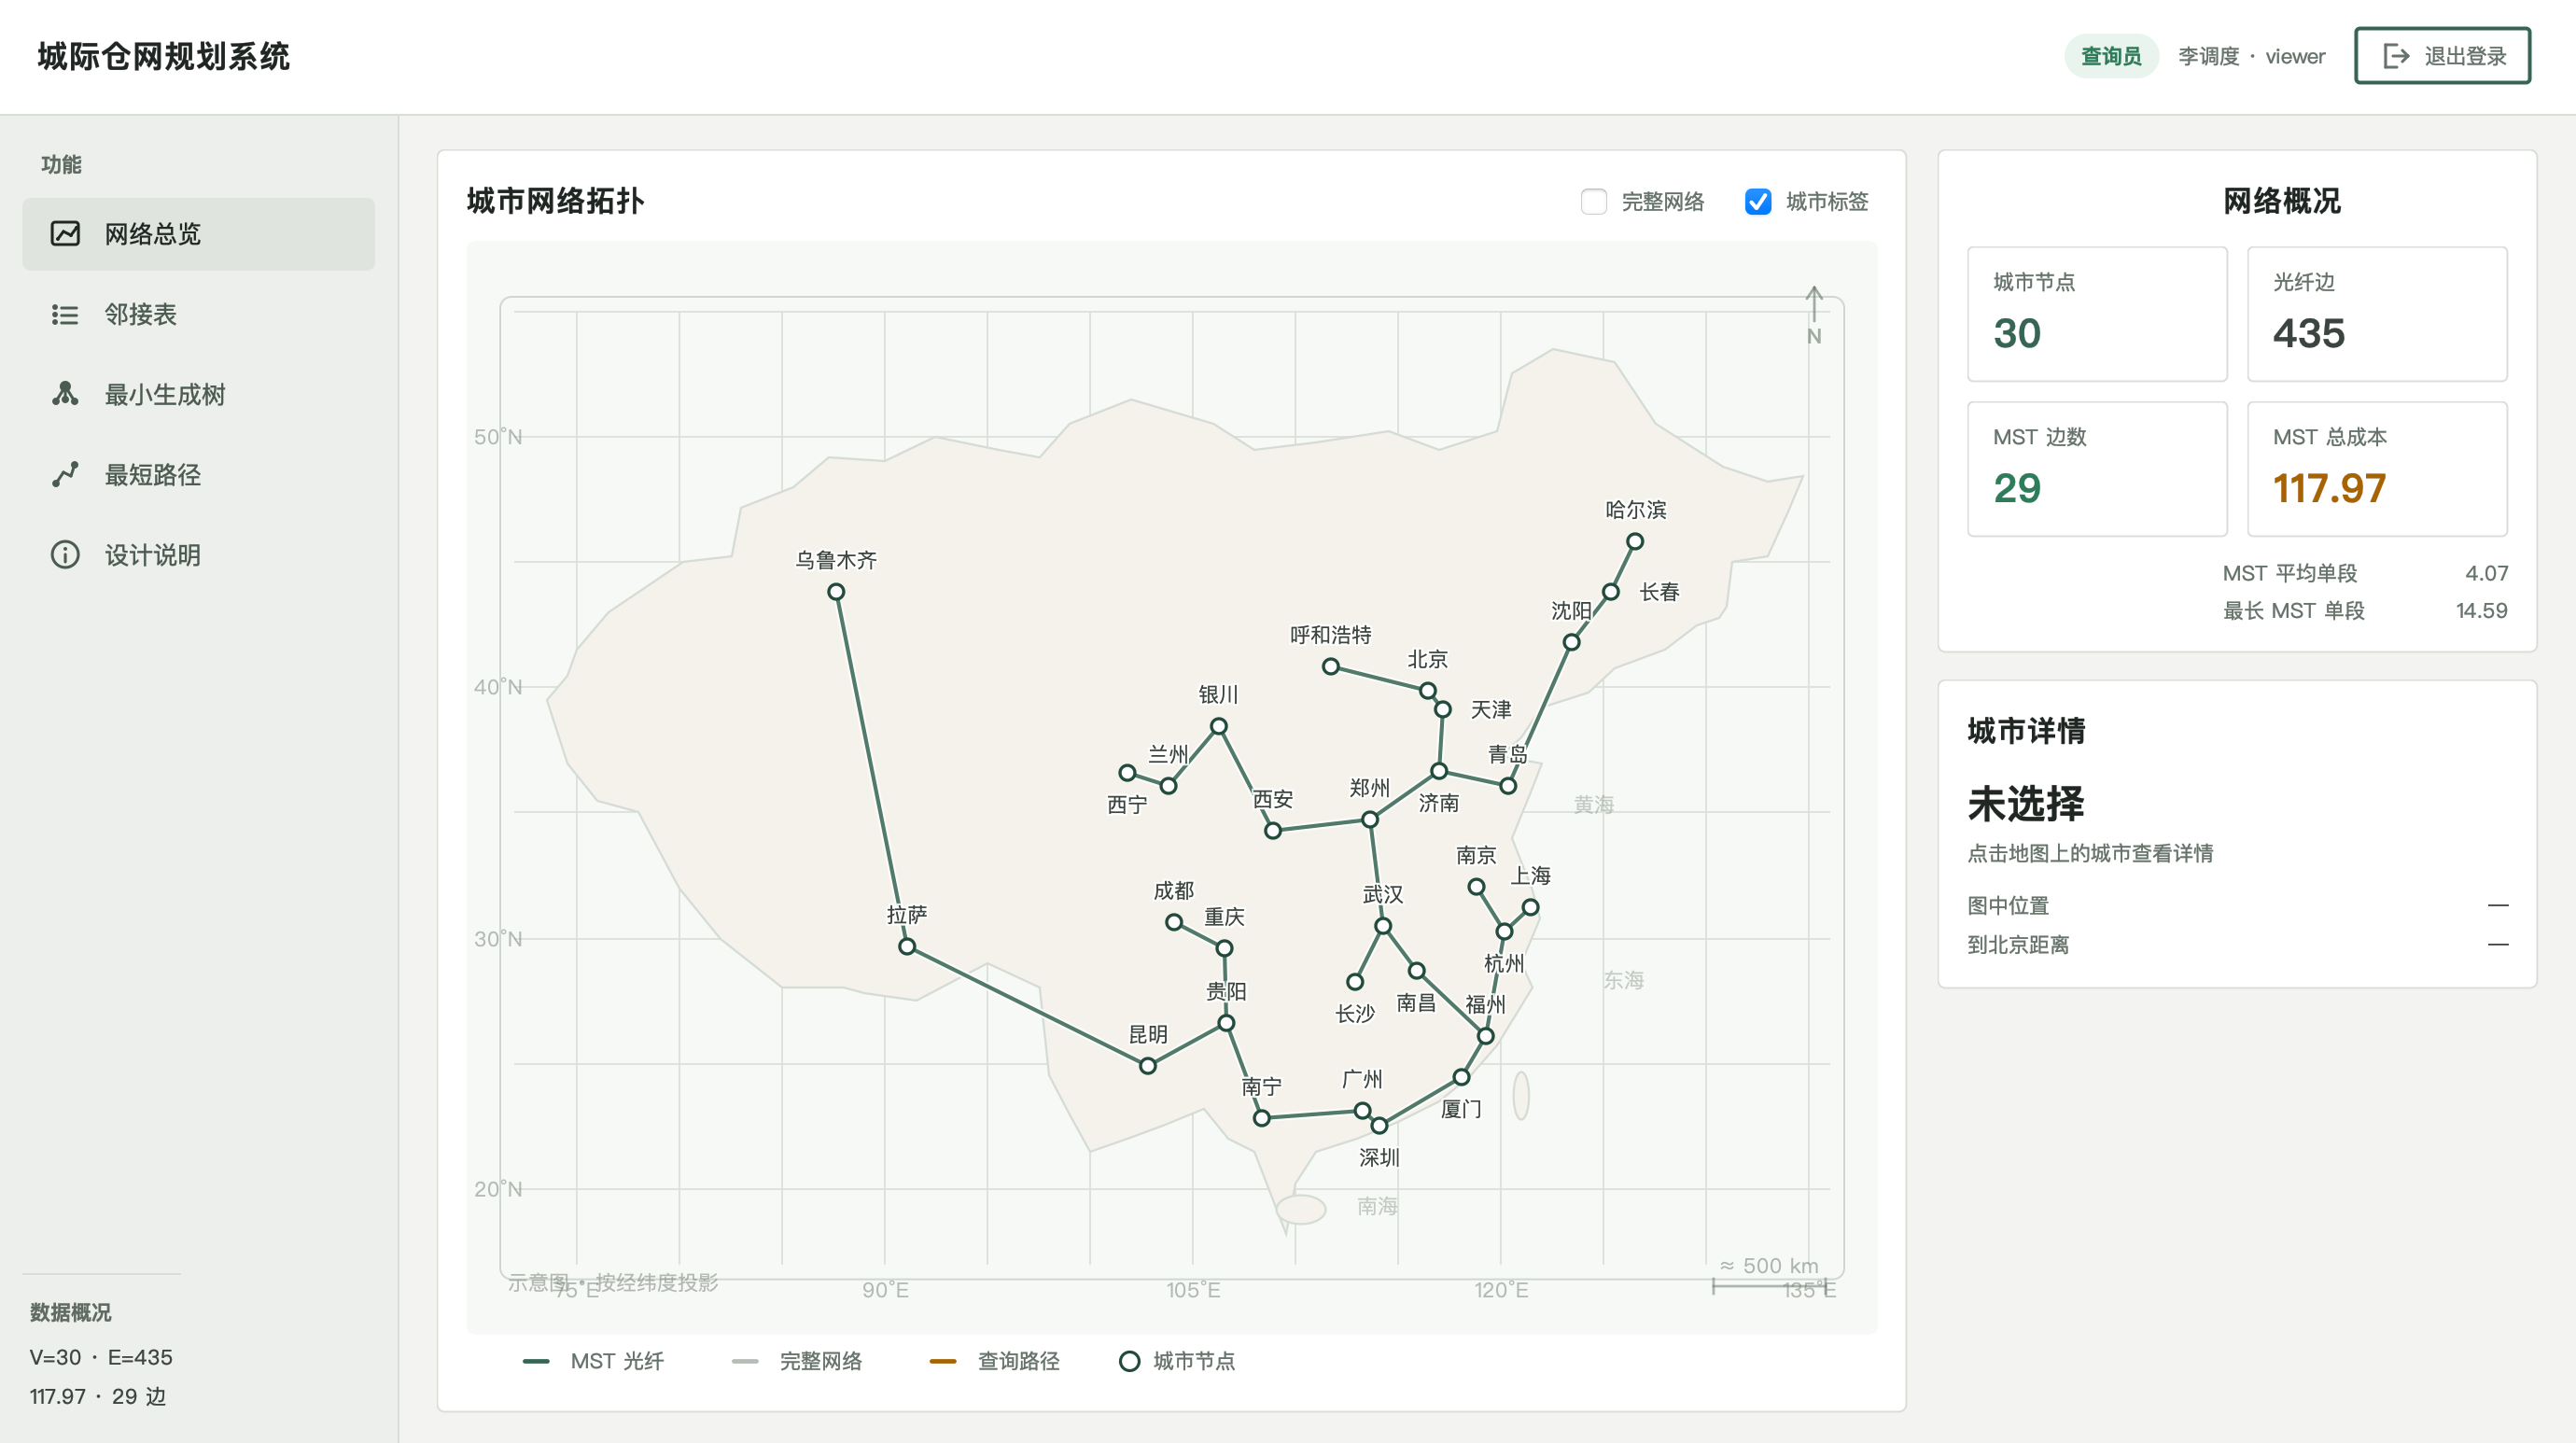 城际仓网规划系统
查询员 李调度 · viewer 退出登录
功能
网络总览
邻接表
最小生成树
最短路径
设计说明
数据概况
V=30 · E=435
117.97 · 29 边
城市网络拓扑
完整网络 城市标签
N
50°N
40°N
30°N
20°N
哈尔滨
乌鲁木齐
长春
沈阳
呼和浩特
北京
银川
天津
兰州
青岛
西宁
西安
郑州
济南
黄海
南京
上海
成都
重庆
武汉
拉萨
杭州
东海
贵阳
长沙
南昌
福州
昆明
南宁
广州
厦门
深圳
南海
≈ 500 km
示意图 · 按经纬度投影
75°E 90°E 105°E 120°E 135°E
MST 光纤 完整网络 查询路径 城市节点
网络概况
城市节点
30
光纤边
435
MST 边数
29
MST 总成本
117.97
MST 平均单段 4.07
最长 MST 单段 14.59
城市详情
未选择
点击地图上的城市查看详情
图中位置 —
到北京距离 —